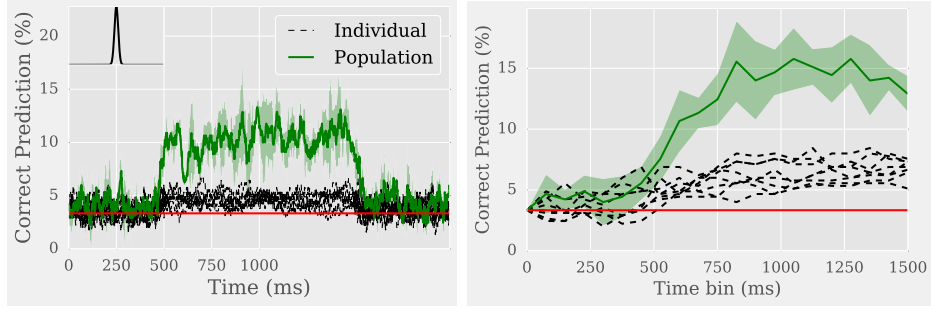 Correct Prediction (%)
20
15
10
5
0
Individual
Population
0 250 500 750 1000
Time (ms)
Correct Prediction (%)
15
10
5
0
0 250 500 750 1000 1250 1500
Time bin (ms)